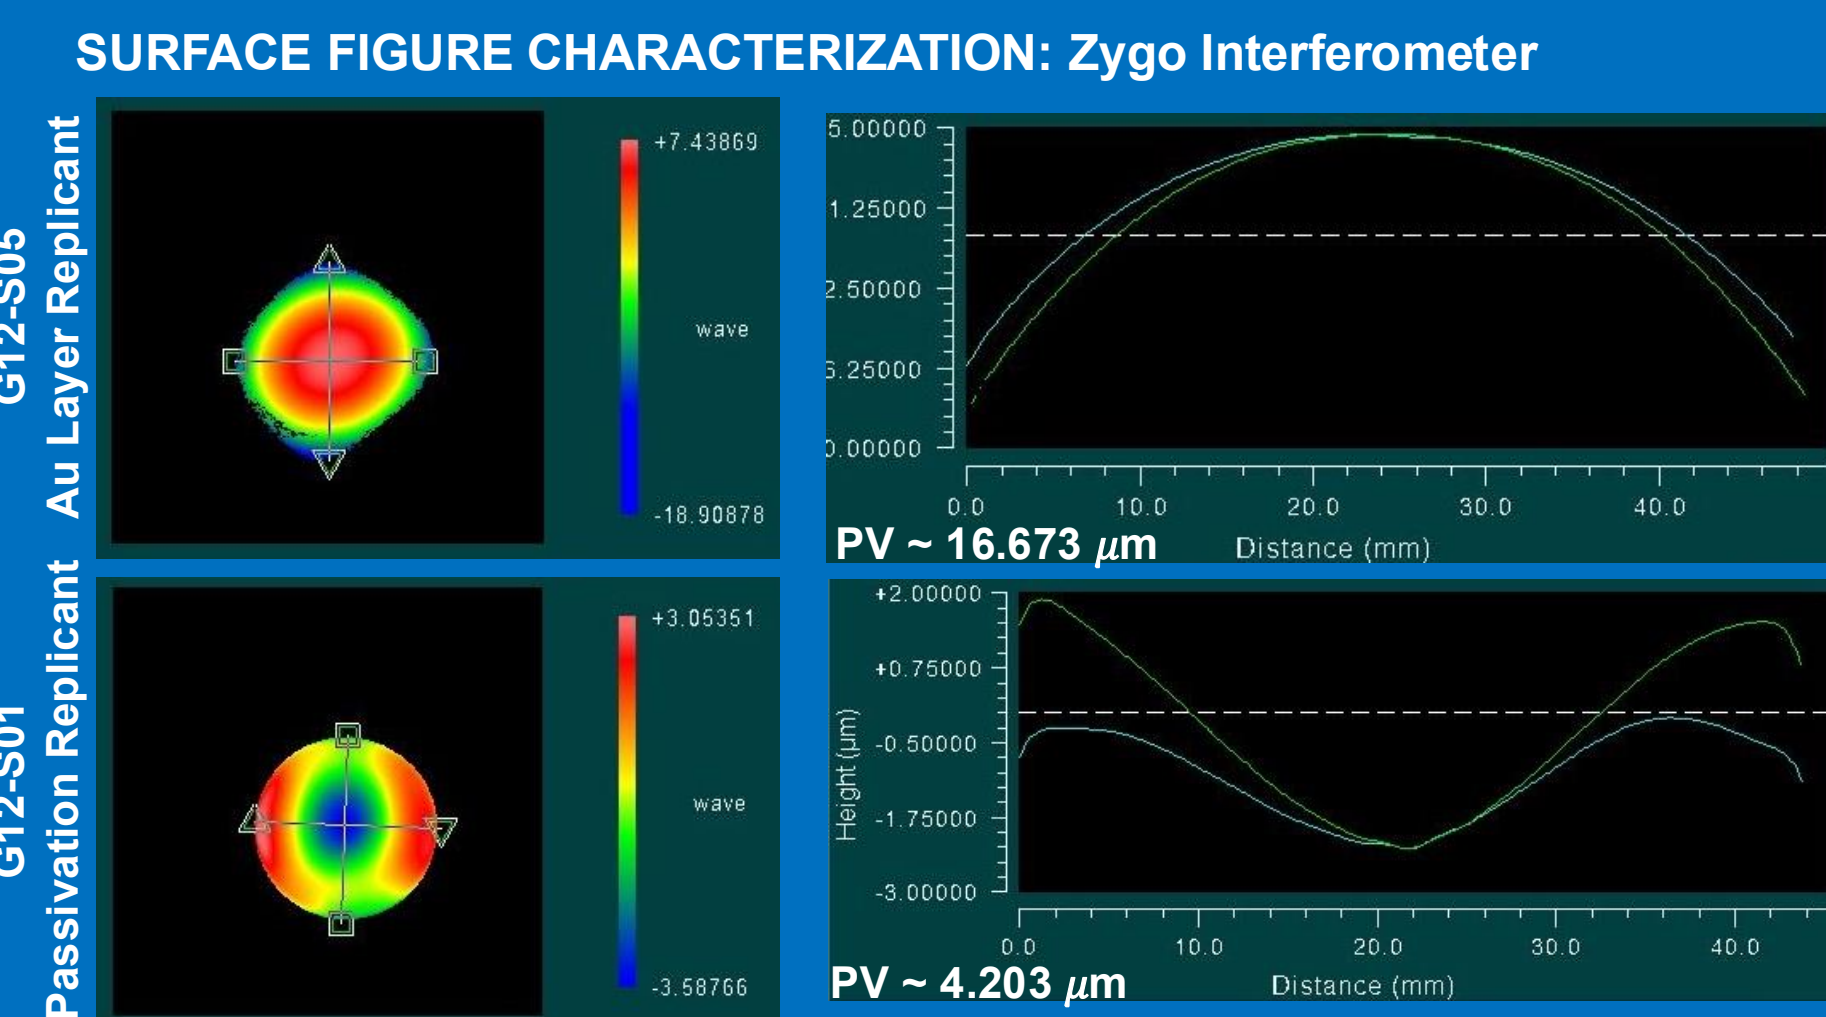 SURFACE FIGURE CHARACTERIZATION: Zygo Interferometer
G12-S05
Au Layer Replicant
+7.43869
wave
-18.90878
5.00000
1.25000
2.50000
6.25000
0.00000
0.0 10.0 20.0 30.0 40.0
PV ~ 16.673 μm
Distance (mm)
G12-S01
Passivation Replicant
+3.05351
wave
-3.58766
+2.00000
+0.75000
-0.50000
-1.75000
-3.00000
Height (μm)
0.0 10.0 20.0 30.0 40.0
PV ~ 4.203 μm
Distance (mm)